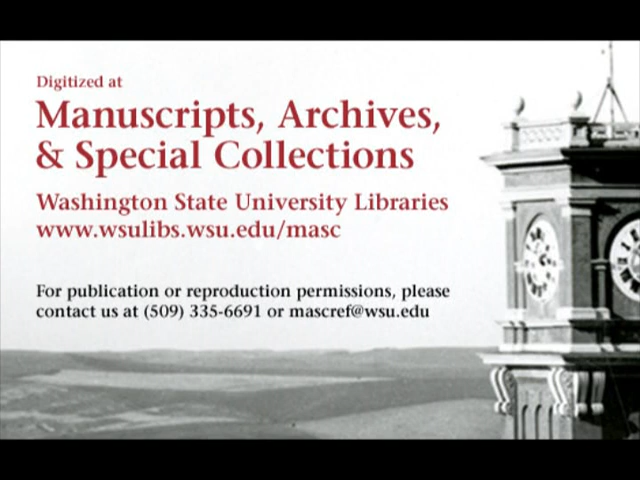 Digitized at
Manuscripts, Archives,
& Special Collections
Washington State University Libraries
www.wsulibs.wsu.edu/masc
For publication or reproduction permissions, please
contact us at (509) 335-6691 or mascref@wsu.edu